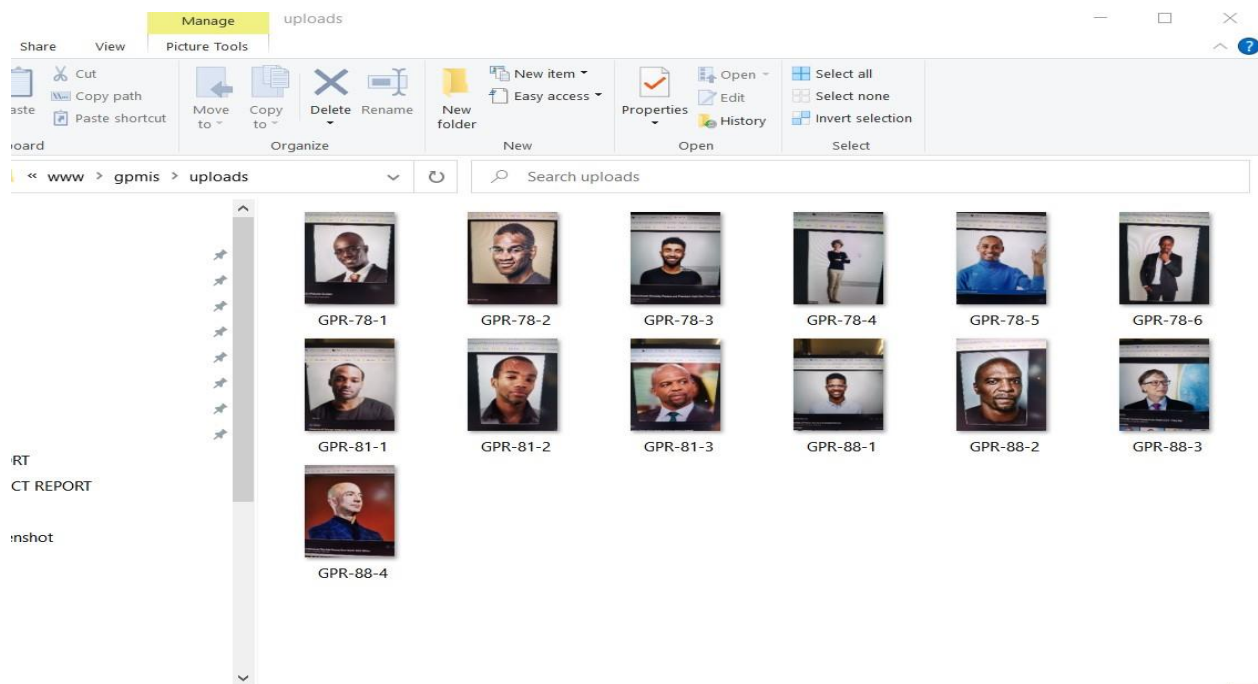 Manage uploads
Share View Picture Tools
Cut
Copy path
Paste shortcut
Move to
Copy to
Delete
Rename
New folder
New item
Easy access
Properties
Open
Edit
History
Select all
Select none
Invert selection
Organize New Open Select
« www > gpmis > uploads
Search uploads
GPR-78-1 GPR-78-2 GPR-78-3 GPR-78-4 GPR-78-5 GPR-78-6
GPR-81-1 GPR-81-2 GPR-81-3 GPR-88-1 GPR-88-2 GPR-88-3
CT REPORT
GPR-88-4